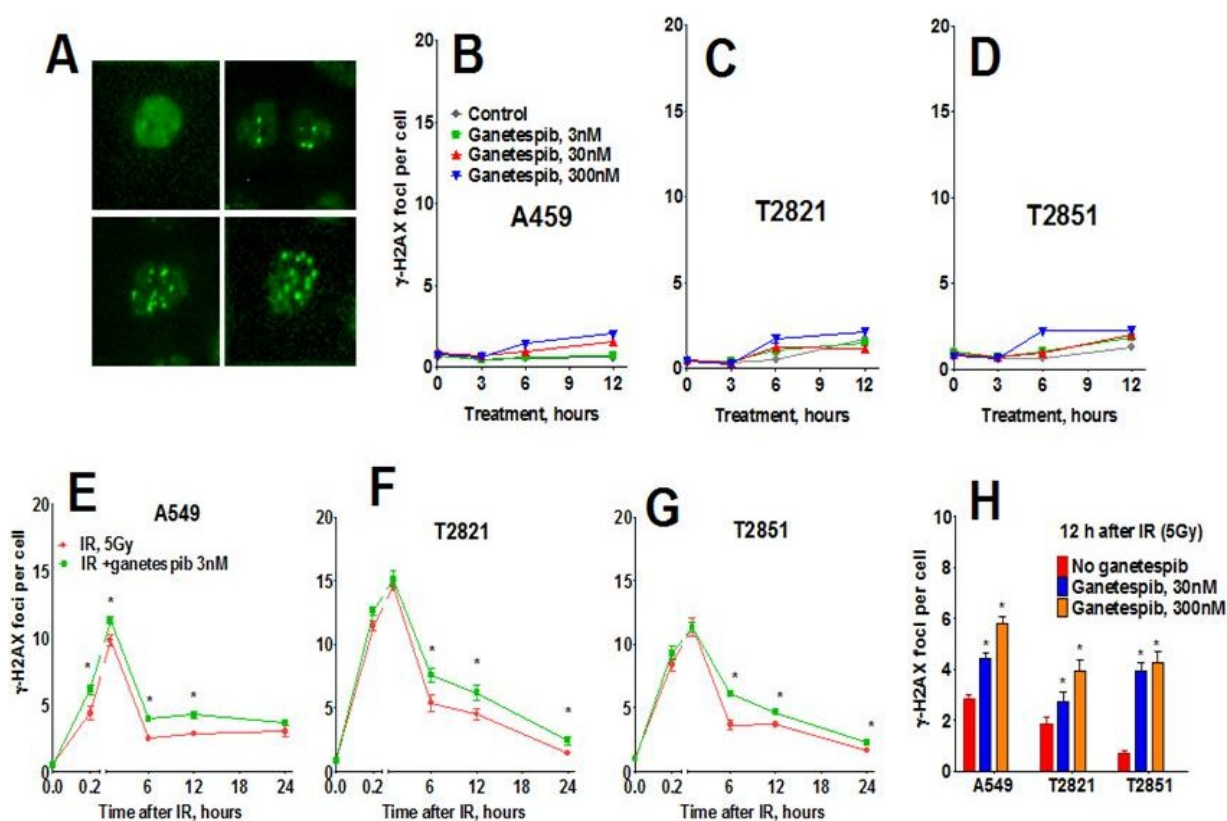 A
B
20
15
10
5
0
γ-H2AX foci per cell
Control
Ganetespib, 3nM
Ganetespib, 30nM
Ganetespib, 300nM
A459
0 3 6 9 12
Treatment, hours
C
20
15
10
5
0
T2821
0 3 6 9 12
Treatment, hours
D
20
15
10
5
0
T2851
0 3 6 9 12
Treatment, hours
E
A549
20
15
10
5
0
γ-H2AX foci per cell
IR, 5Gy
IR +ganetespib 3nM
* * * *
0.0 0.2 6 12 18 24
Time after IR, hours
F
T2821
20
15
10
5
0
* * *
0.0 0.2 6 12 18 24
Time after IR, hours
G
T2851
20
15
10
5
0
* * *
0.0 0.2 6 12 18 24
Time after IR, hours
H
10
8
6
4
2
0
γ-H2AX foci per cell
12 h after IR (5Gy)
No ganetespib
Ganetespib, 30nM
Ganetespib, 300nM
* * * * * *
A549 T2821 T2851